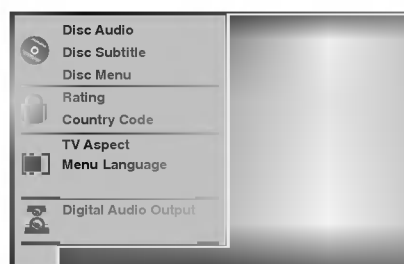 Disc Audio
Disc Subtitle
Disc Menu
Rating
Country Code
TV Aspect
Menu Language
Digital Audio Output